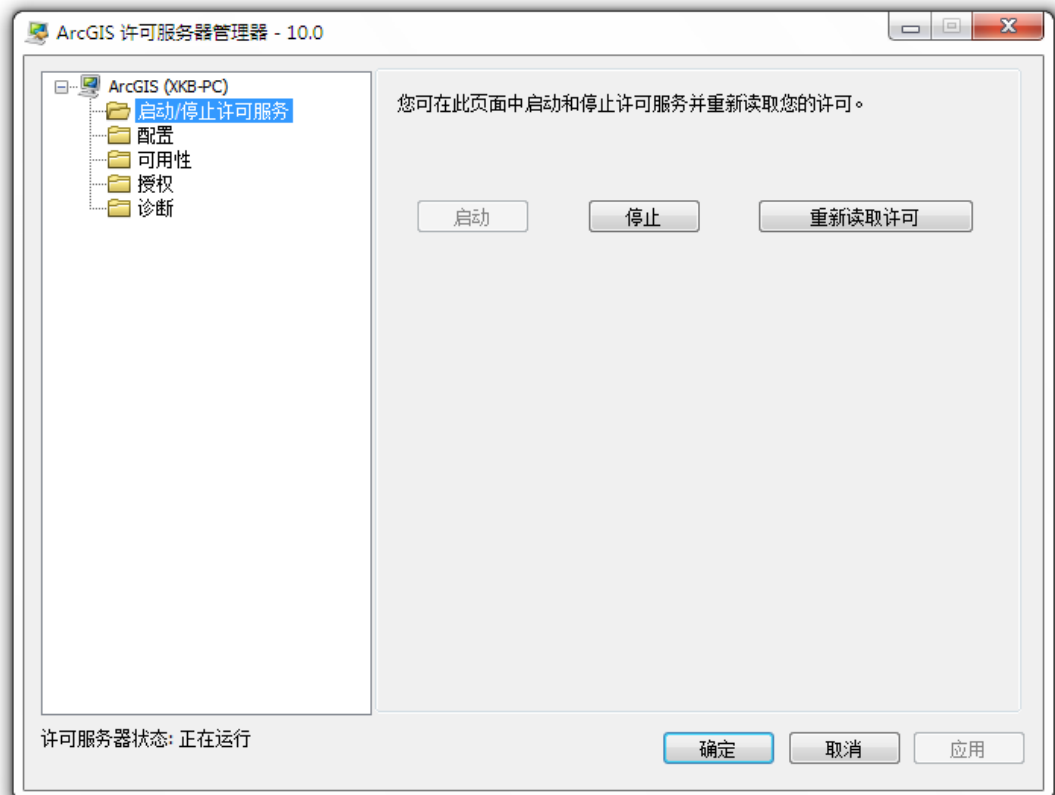 ArcGIS 许可服务器管理器 - 10.0
ArcGIS (XKB-PC)
启动/停止许可服务
配置
可用性
授权
诊断
您可在此页面中启动和停止许可服务并重新读取您的许可。
启动 停止 重新读取许可
许可服务器状态: 正在运行
确定 取消 应用